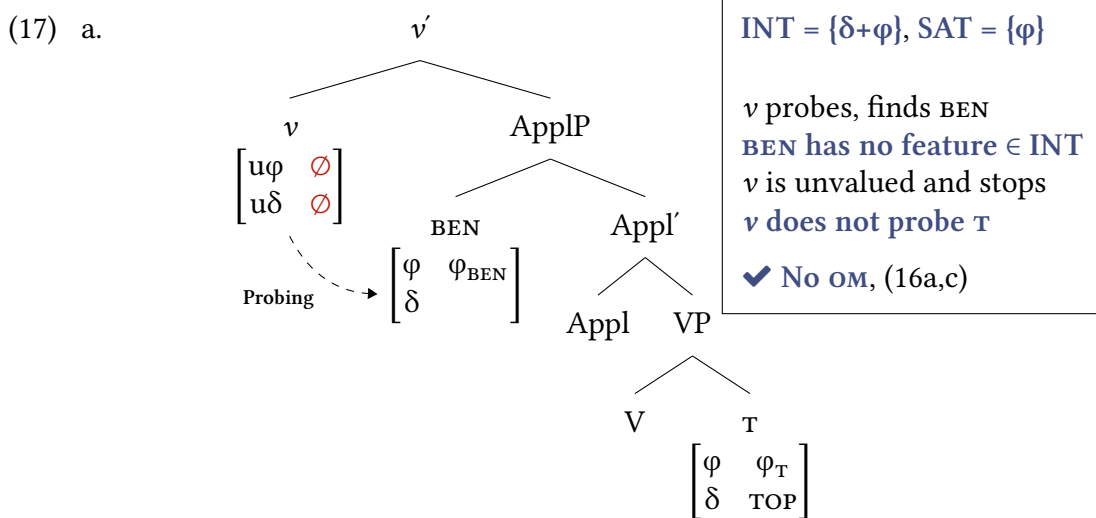 (17) a.
v′
INT = {δ+φ}, SAT = {φ}
v probes, finds BEN
BEN has no feature ∈ INT
v is unvalued and stops
v does not probe T
✔ No OM, (16a,c)
v ApplP
uφ ∅
uδ ∅
BEN Appl′
φ φBEN
δ
Probing
Appl VP
V T
φ φT
δ TOP